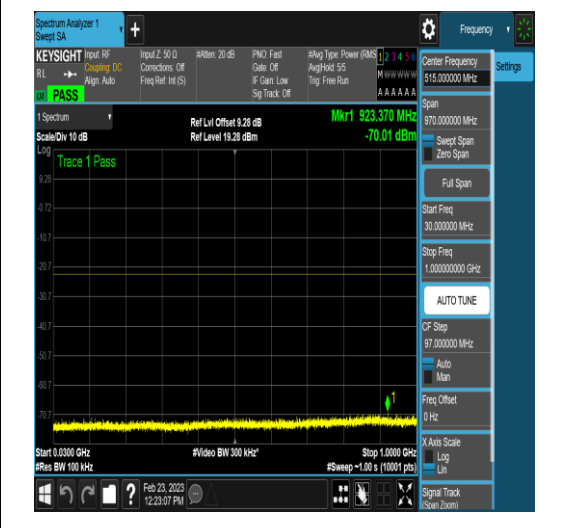 Spectrum Analyzer 1
Swept SA
+
Frequency
KEYSIGHT
RL
PASS
Input: RF
Coupling: DC
Align: Auto
Input Z: 50 Ω
Corrections: Off
Freq Ref: Int (S)
#Atten: 20 dB
PNO: Fast
Gate: Off
IF Gain: Low
Sig Track: Off
#Avg Type: Power (RMS
Avg|Hold: 5/5
Trig: Free Run
1 2 3 4 5 6
M W W W W W
A A A A A A
1 Spectrum
Scale/Div 10 dB
Ref Lvl Offset 9.28 dB
Ref Level 19.28 dBm
Mkr1 923.370 MHz
-70.01 dBm
Log
Trace 1 Pass
9.28
-0.72
-10.7
-20.7
-30.7
-40.7
-50.7
-60.7
-70.7
1
Start 0.0300 GHz
#Res BW 100 kHz
#Video BW 300 kHz*
Stop 1.0000 GHz
#Sweep ~1.00 s (10001 pts)
?
Feb 23, 2023
12:23:07 PM
Center Frequency
515.000000 MHz
Span
970.000000 MHz
Swept Span
Zero Span
Full Span
Start Freq
30.000000 MHz
Stop Freq
1.000000000 GHz
AUTO TUNE
CF Step
97.000000 MHz
Auto
Man
Freq Offset
0 Hz
X Axis Scale
Log
Lin
Signal Track
(Span Zoom)
Settings